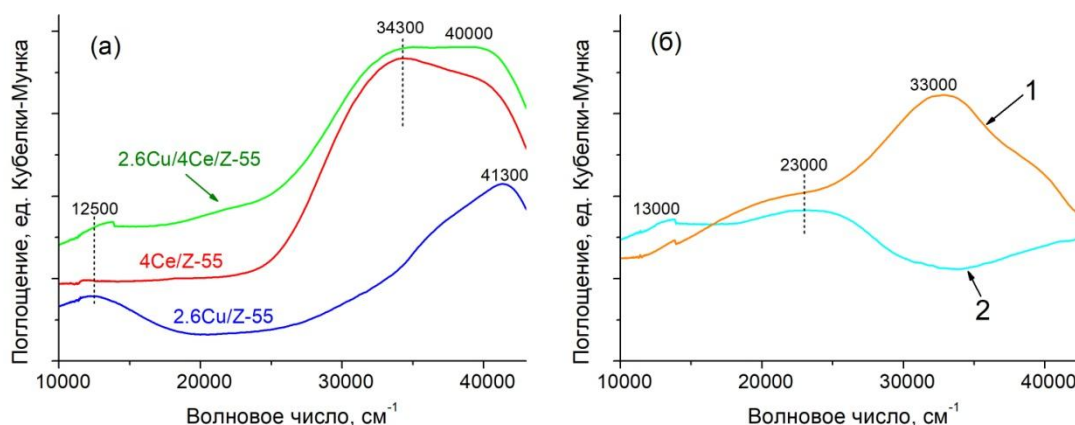 (а)
34300
40000
2.6Cu/4Ce/Z-55
12500
41300
4Ce/Z-55
2.6Cu/Z-55
Поглощение, ед. Кубелки-Мунка
10000 20000 30000 40000
Волновое число, см⁻¹
(б)
33000
1
23000
13000
2
Поглощение, ед. Кубелки-Мунка
10000 20000 30000 40000
Волновое число, см⁻¹